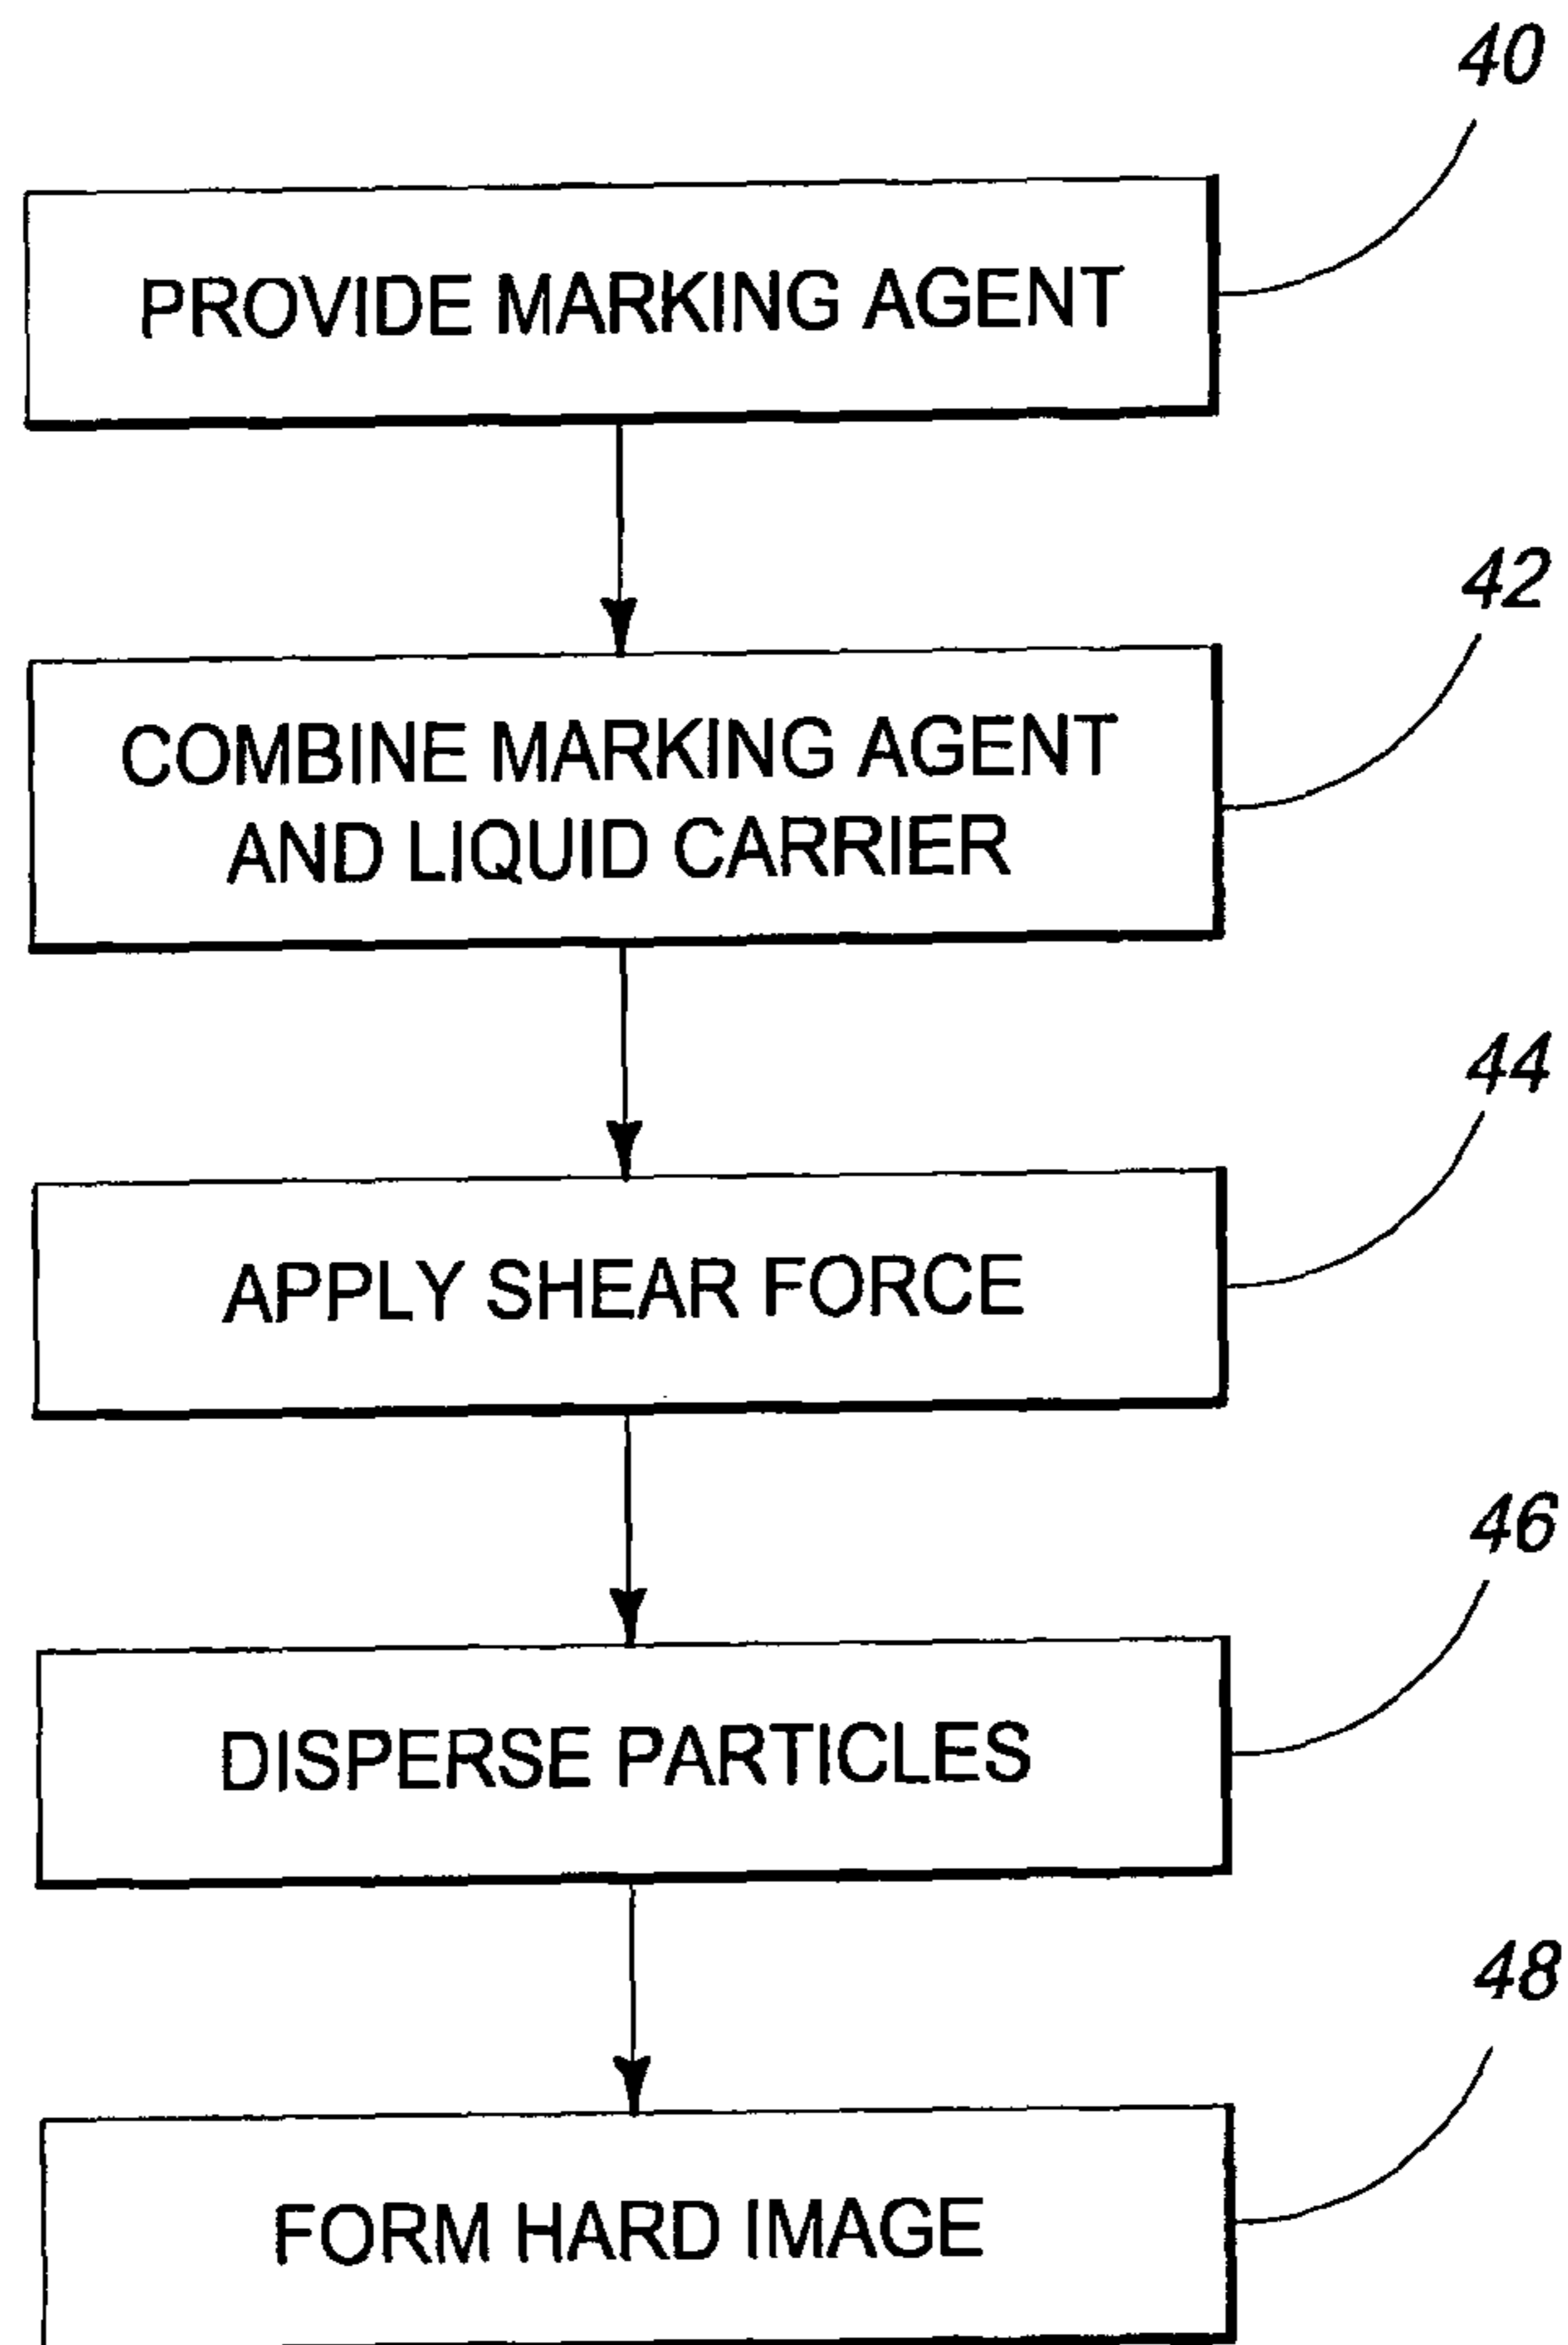 40
PROVIDE MARKING AGENT
42
COMBINE MARKING AGENT
AND LIQUID CARRIER
44
APPLY SHEAR FORCE
46
DISPERSE PARTICLES
48
FORM HARD IMAGE